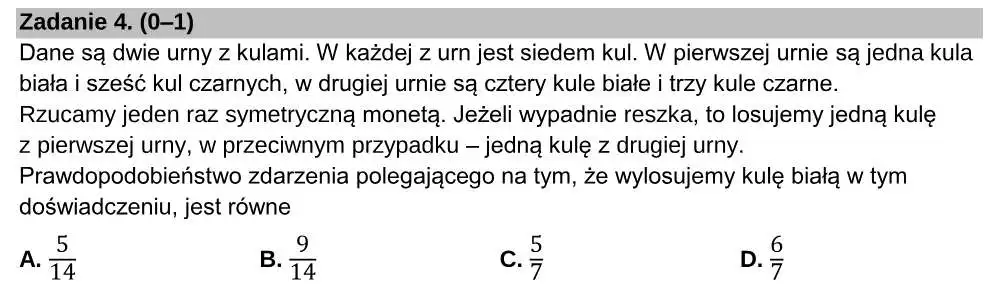 Zadanie 4. (0–1)
Dane są dwie urny z kulami. W każdej z urn jest siedem kul. W pierwszej urnie są jedna kula
biała i sześć kul czarnych, w drugiej urnie są cztery kule białe i trzy kule czarne.
Rzucamy jeden raz symetryczną monetą. Jeżeli wypadnie reszka, to losujemy jedną kulę
z pierwszej urny, w przeciwnym przypadku – jedną kulę z drugiej urny.
Prawdopodobieństwo zdarzenia polegającego na tym, że wylosujemy kulę białą w tym
doświadczeniu, jest równe
A. 5/14 B. 9/14 C. 5/7 D. 6/7